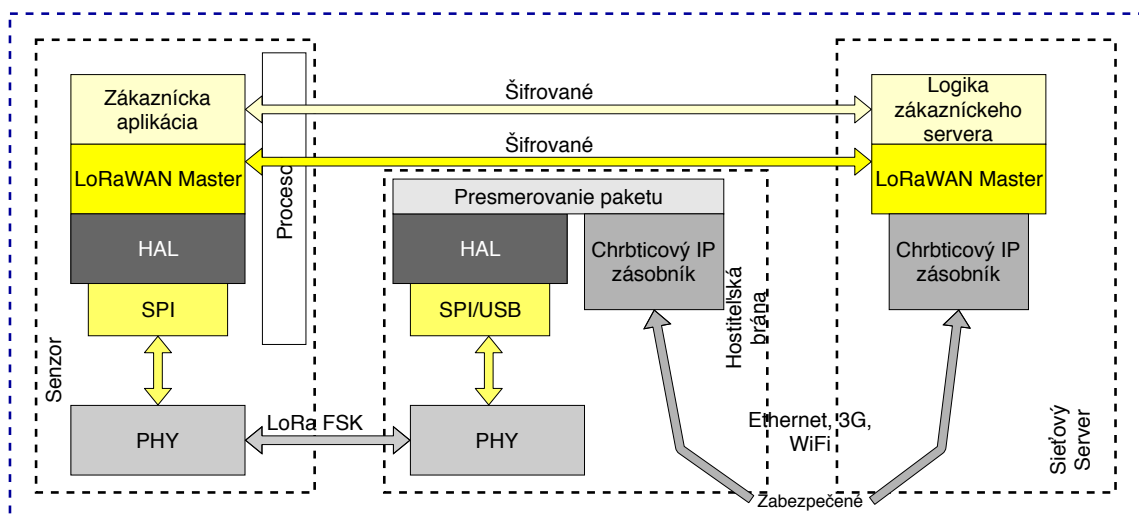 Zákaznícka
aplikácia
LoRaWAN Master
HAL
SPI
PHY
Senzor
Procesor
Šifrované
Šifrované
LoRa FSK
Presmerovanie paketu
HAL
SPI/USB
PHY
Chrbticový IP
zásobník
Hostiteľská
brána
Ethernet, 3G,
WiFi
Zabezpečené
Logika
zákazníckeho
servera
LoRaWAN Master
Chrbticový IP
zásobník
Sieťový
Server